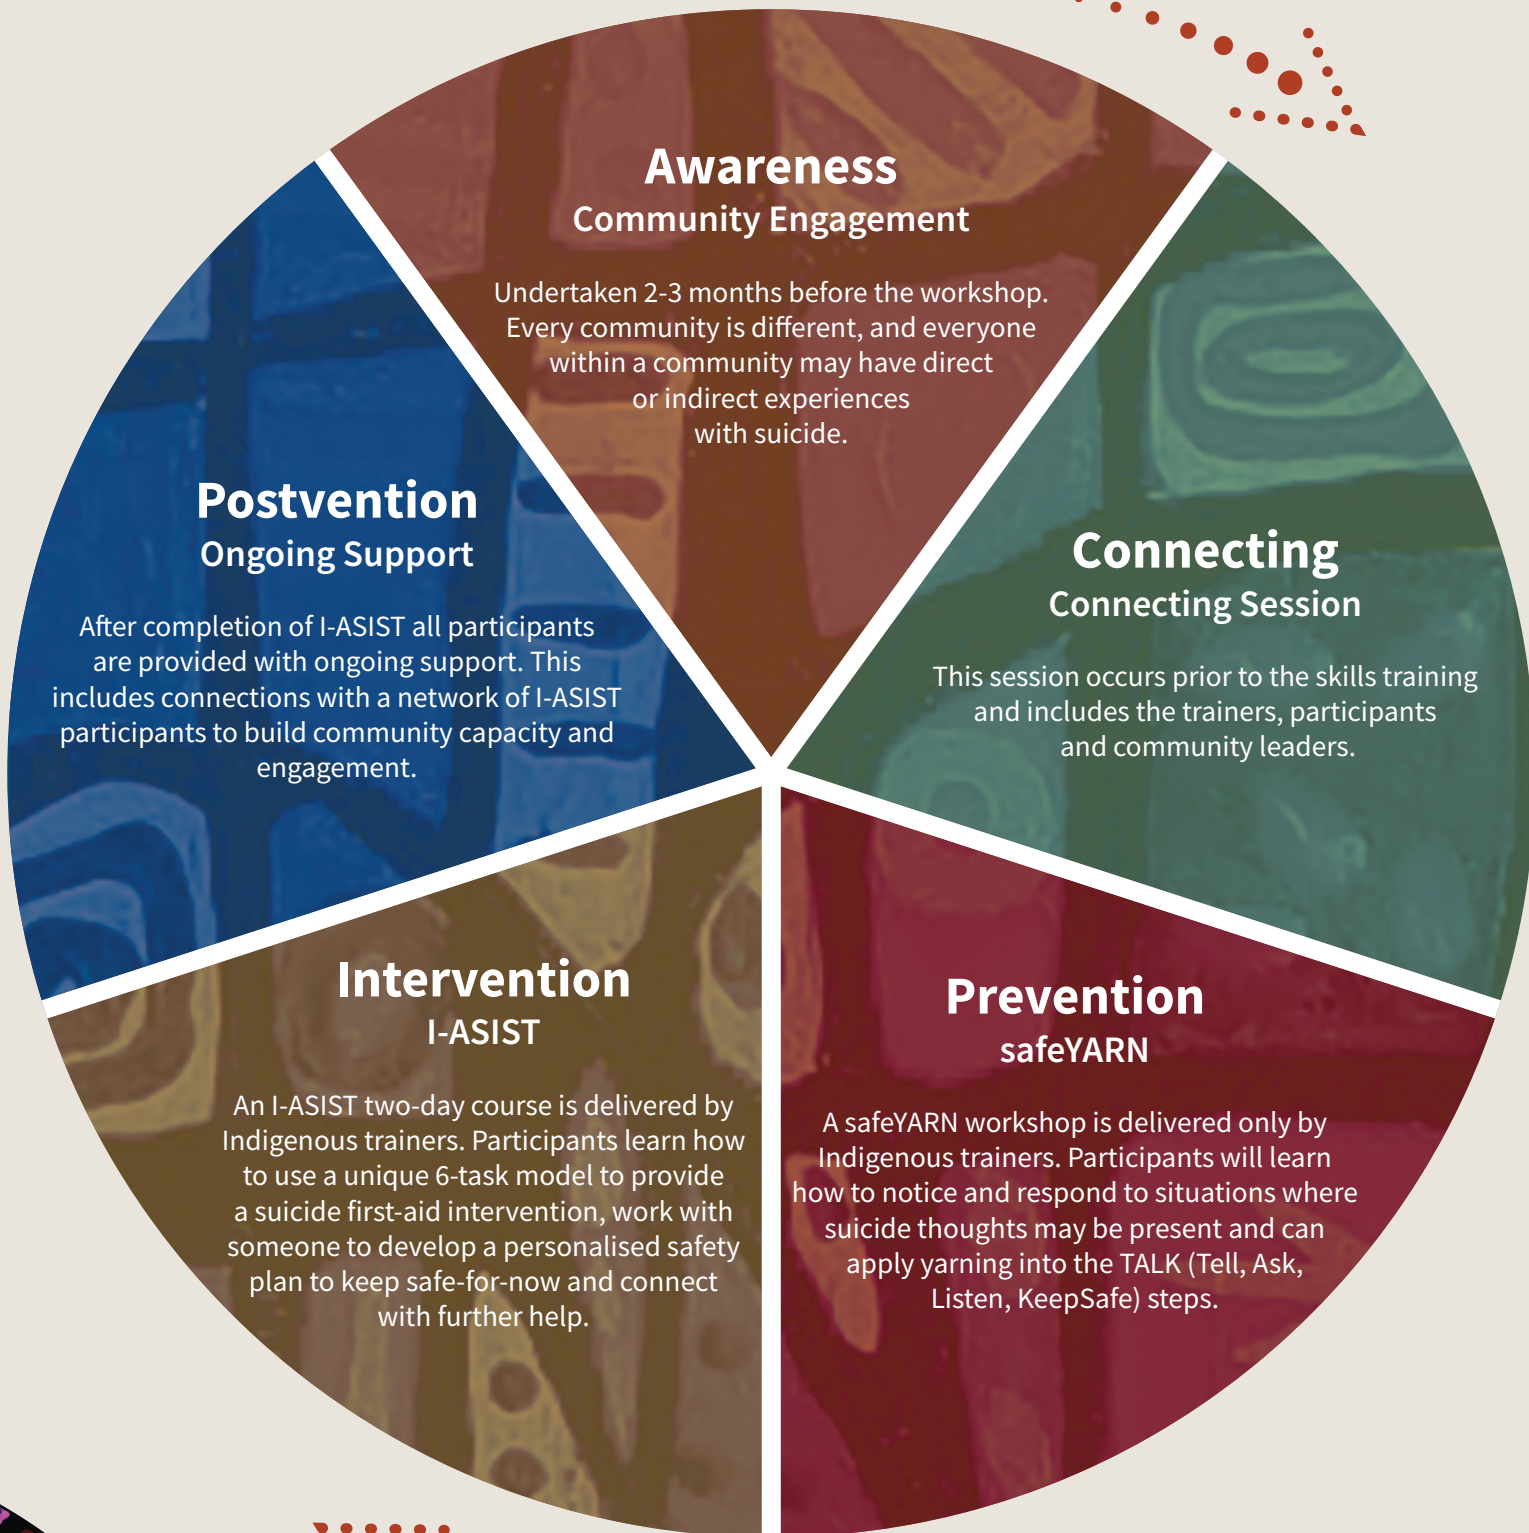 Awareness
Community Engagement
Undertaken 2-3 months before the workshop.
Every community is different, and everyone
within a community may have direct
or indirect experiences
with suicide.
Connecting
Connecting Session
This session occurs prior to the skills training
and includes the trainers, participants
and community leaders.
Prevention
safeYARN
A safeYARN workshop is delivered only by
Indigenous trainers. Participants will learn
how to notice and respond to situations where
suicide thoughts may be present and can
apply yarning into the TALK (Tell, Ask,
Listen, KeepSafe) steps.
Intervention
I-ASIST
An I-ASIST two-day course is delivered by
Indigenous trainers. Participants learn how
to use a unique 6-task model to provide
a suicide first-aid intervention, work with
someone to develop a personalised safety
plan to keep safe-for-now and connect
with further help.
Postvention
Ongoing Support
After completion of I-ASIST all participants
are provided with ongoing support. This
includes connections with a network of I-ASIST
participants to build community capacity and
engagement.